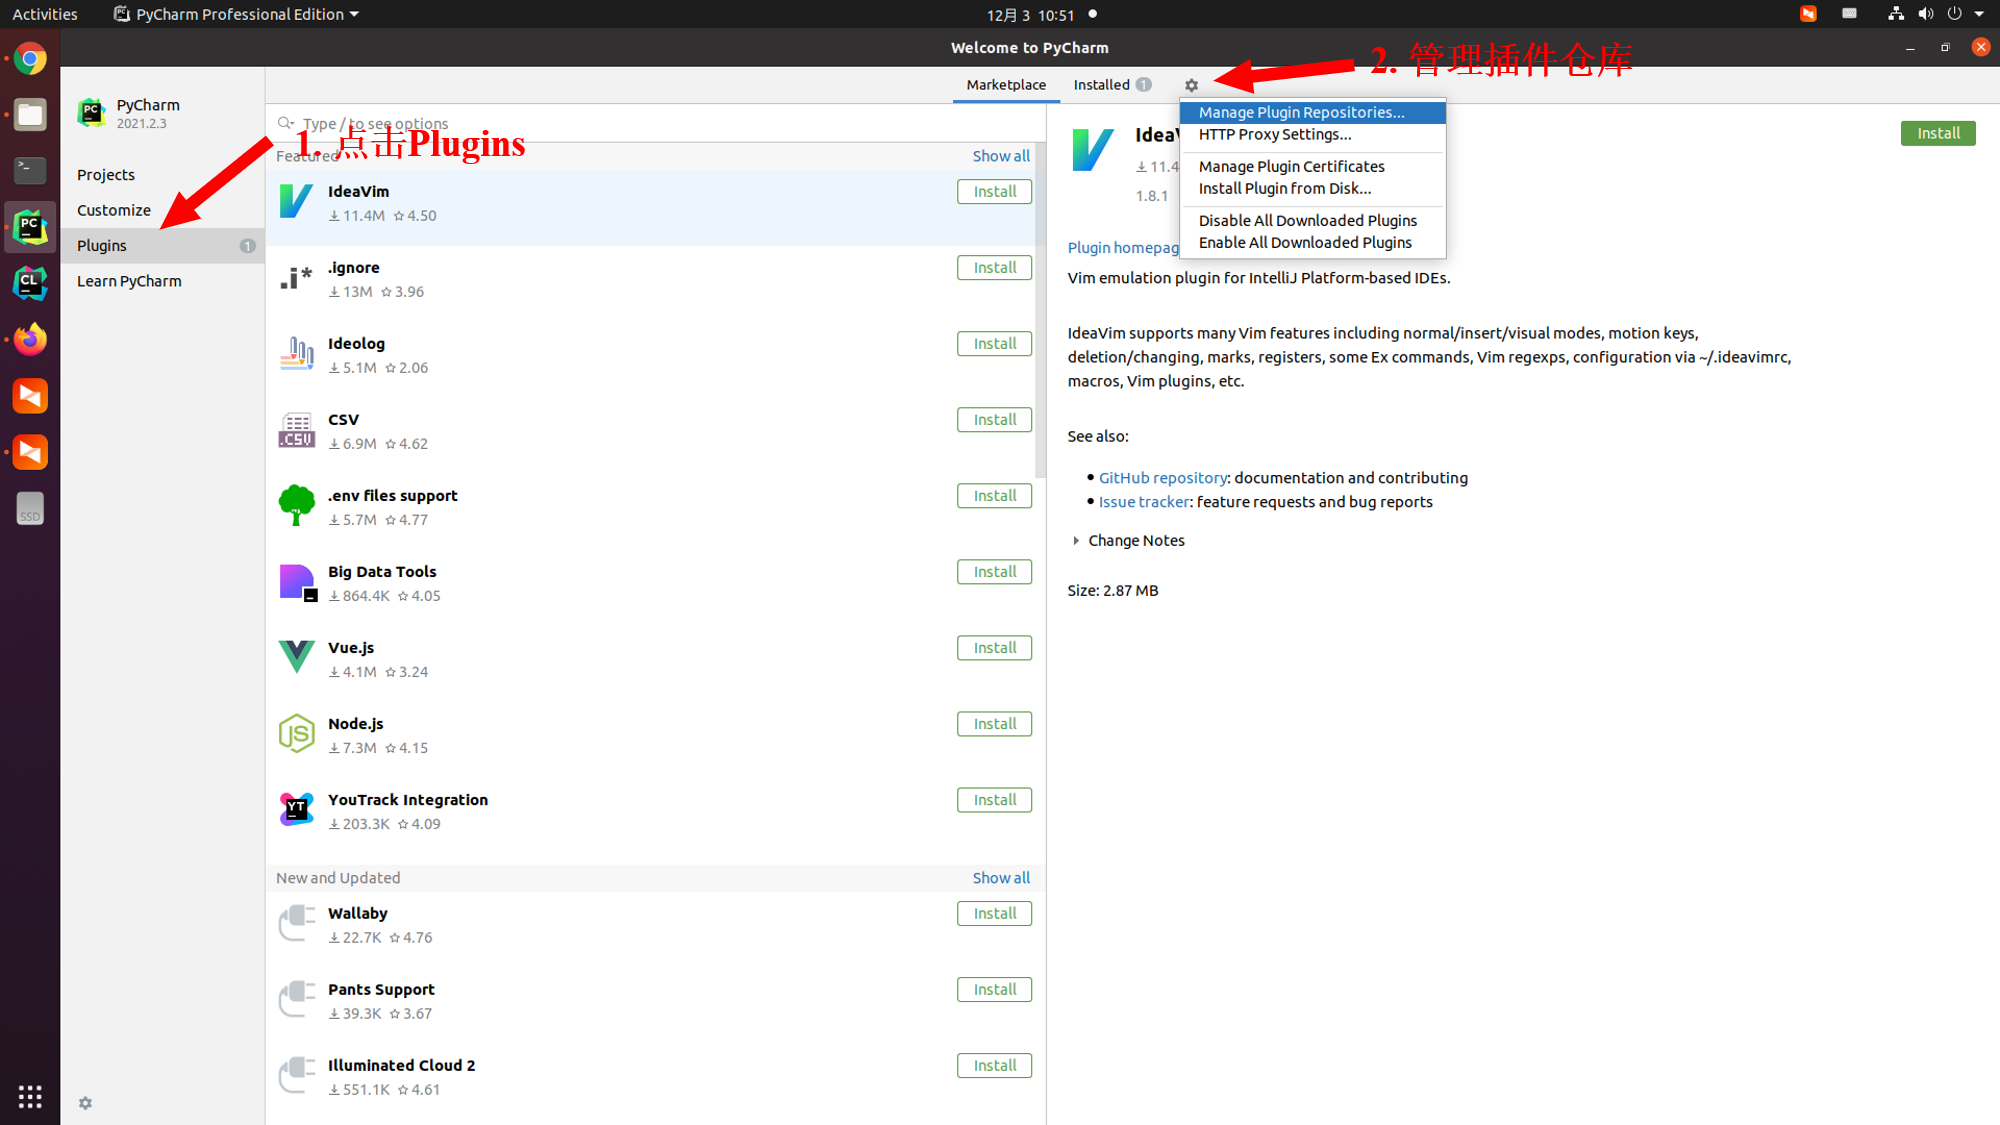 Activities
PyCharm Professional Edition
12月 3 10:51
Welcome to PyCharm
2. 管理插件仓库
PyCharm
2021.2.3
Projects
Customize
Plugins
1
Learn PyCharm
Marketplace
Installed 1
Type / to see options
1. 点击Plugins
Featured
Show all
IdeaVim
11.4M 4.50
Install
.ignore
13M 3.96
Install
Ideolog
5.1M 2.06
Install
CSV
6.9M 4.62
Install
.env files support
5.7M 4.77
Install
Big Data Tools
864.4K 4.05
Install
Vue.js
4.1M 3.24
Install
Node.js
7.3M 4.15
Install
YouTrack Integration
203.3K 4.09
Install
New and Updated
Show all
Wallaby
22.7K 4.76
Install
Pants Support
39.3K 3.67
Install
Illuminated Cloud 2
551.1K 4.61
Install
Manage Plugin Repositories...
HTTP Proxy Settings...
Manage Plugin Certificates
Install Plugin from Disk...
Disable All Downloaded Plugins
Enable All Downloaded Plugins
IdeaV
Install
11.4
1.8.1
Plugin homepag
Vim emulation plugin for IntelliJ Platform-based IDEs.
IdeaVim supports many Vim features including normal/insert/visual modes, motion keys,
deletion/changing, marks, registers, some Ex commands, Vim regexps, configuration via ~/.ideavimrc,
macros, Vim plugins, etc.
See also:
GitHub repository: documentation and contributing
Issue tracker: feature requests and bug reports
Change Notes
Size: 2.87 MB
PC
CL
SSD
PC
.i*
.CSV
JS
YT